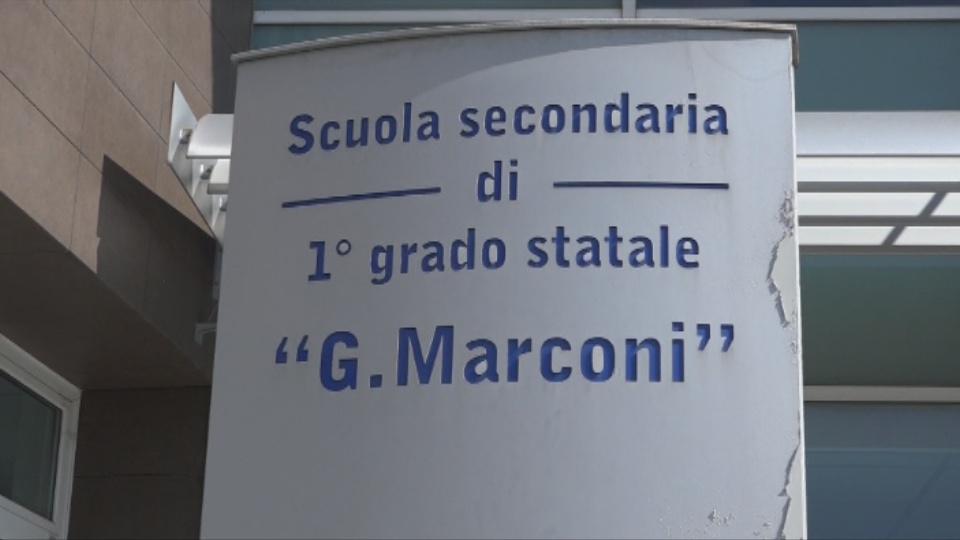 Scuola secondaria
di
1° grado statale
“G.Marconi”